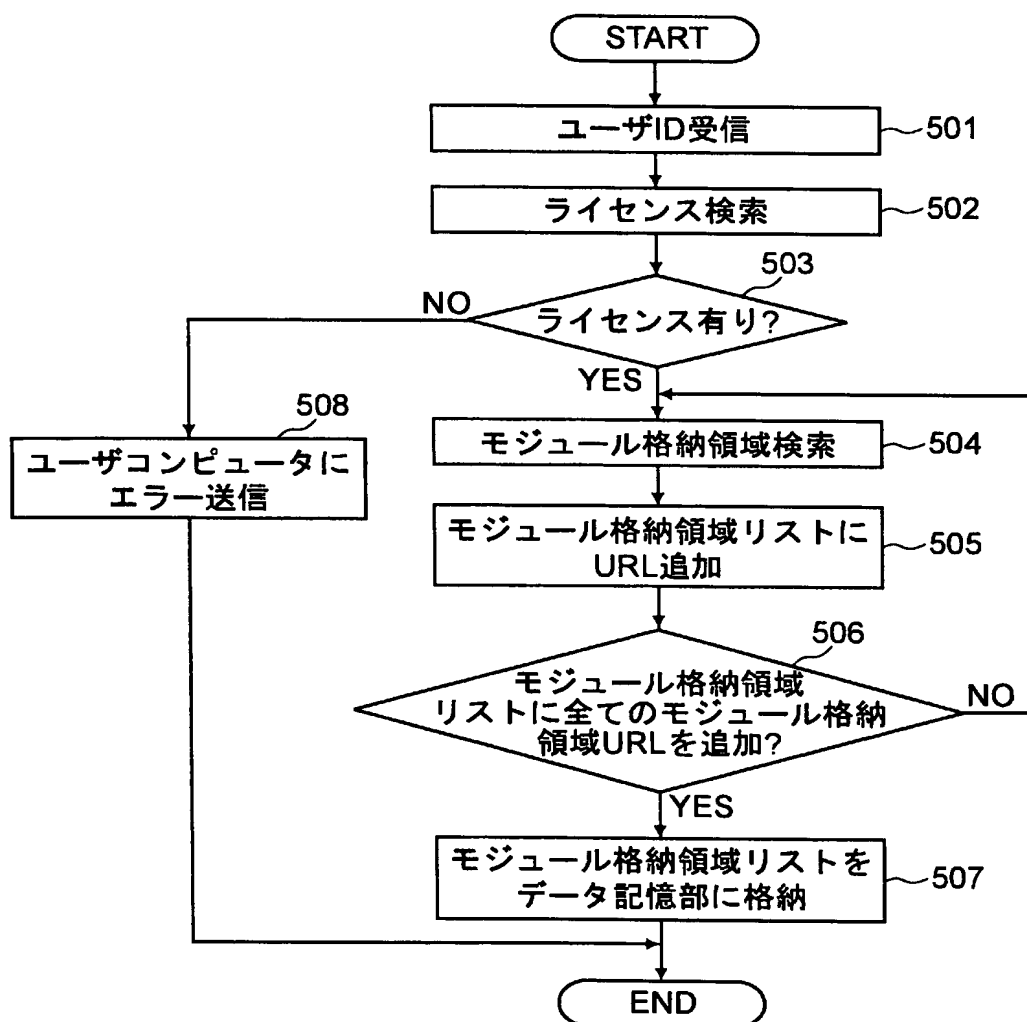 START
ユーザID受信
501
ライセンス検索
502
503
ライセンス有り?
NO
YES
508
ユーザコンピュータに
エラー送信
モジュール格納領域検索
504
モジュール格納領域リストに
URL追加
505
506
モジュール格納領域
リストに全てのモジュール格納
領域URLを追加?
NO
YES
モジュール格納領域リストを
データ記憶部に格納
507
END